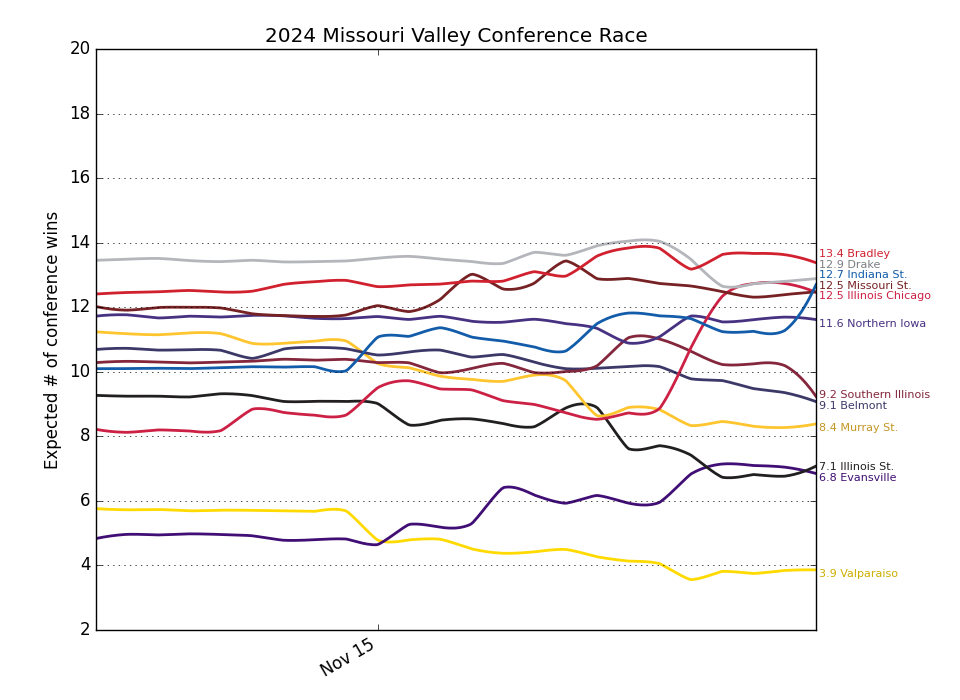 2024 Missouri Valley Conference Race
Expected # of conference wins
20
18
16
14
12
10
8
6
4
2
Nov 15
13.4 Bradley
12.9 Drake
12.7 Indiana St.
12.5 Missouri St.
12.5 Illinois Chicago
11.6 Northern Iowa
9.2 Southern Illinois
9.1 Belmont
8.4 Murray St.
7.1 Illinois St.
6.8 Evansville
3.9 Valparaiso